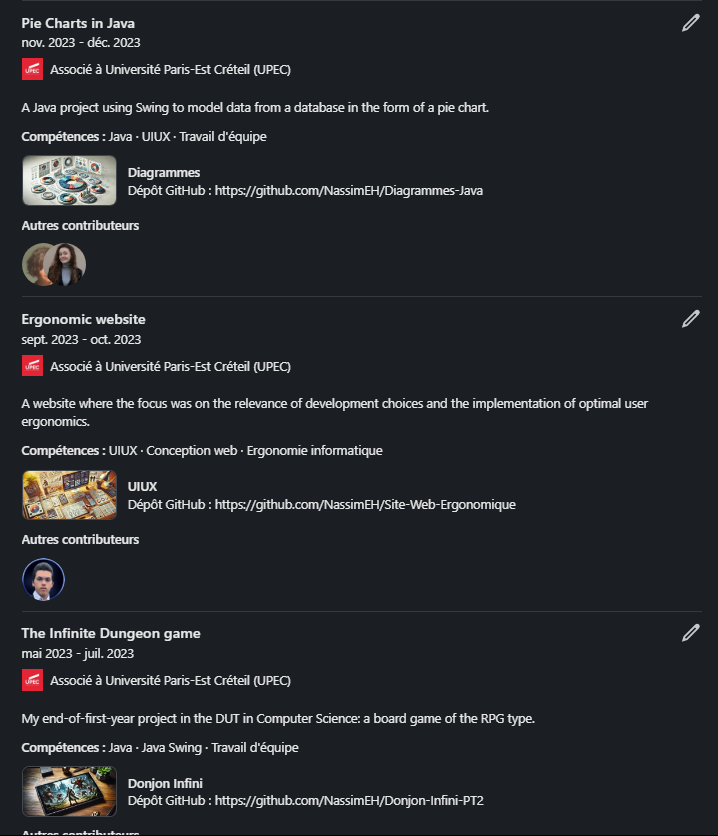 Pie Charts in Java
nov. 2023 - déc. 2023
UPEC
Associé à Université Paris-Est Créteil (UPEC)
A Java project using Swing to model data from a database in the form of a pie chart.
Compétences : Java · UIUX · Travail d'équipe
Diagrammes
Dépôt GitHub : https://github.com/NassimEH/Diagrammes-Java
Autres contributeurs
Ergonomic website
sept. 2023 - oct. 2023
UPEC
Associé à Université Paris-Est Créteil (UPEC)
A website where the focus was on the relevance of development choices and the implementation of optimal user
ergonomics.
Compétences : UIUX · Conception web · Ergonomie informatique
UIUX
Dépôt GitHub : https://github.com/NassimEH/Site-Web-Ergonomique
Autres contributeurs
The Infinite Dungeon game
mai 2023 - juil. 2023
UPEC
Associé à Université Paris-Est Créteil (UPEC)
My end-of-first-year project in the DUT in Computer Science: a board game of the RPG type.
Compétences : Java · Java Swing · Travail d'équipe
Donjon Infini
Dépôt GitHub : https://github.com/NassimEH/Donjon-Infini-PT2
Autres contributeurs